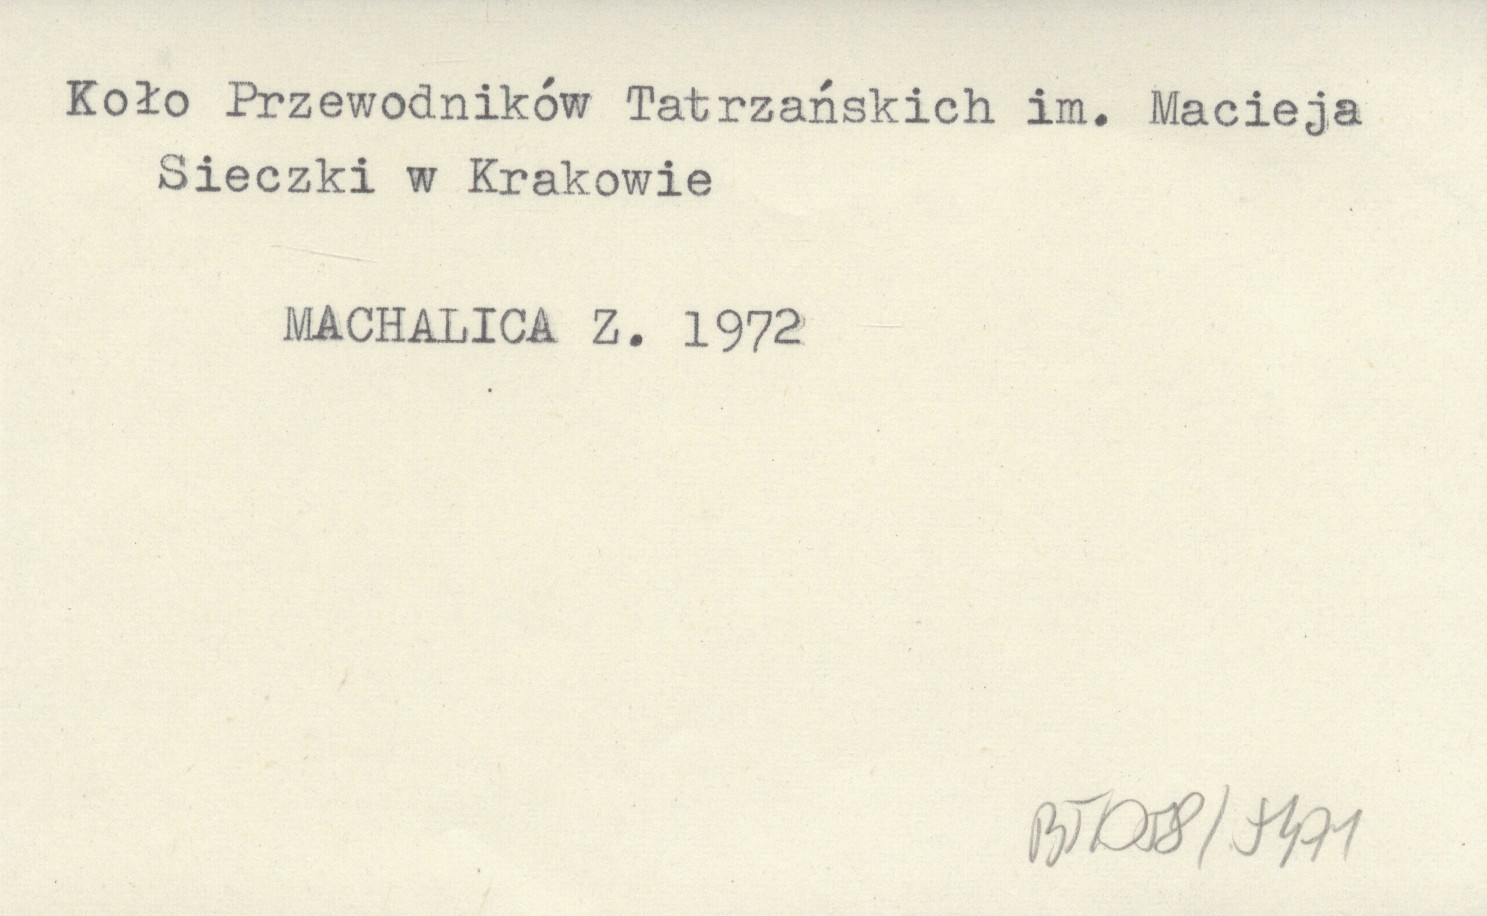 Koło Przewodników Tatrzańskich im. Macieja
Sieczki w Krakowie
MACHALICA Z. 1972